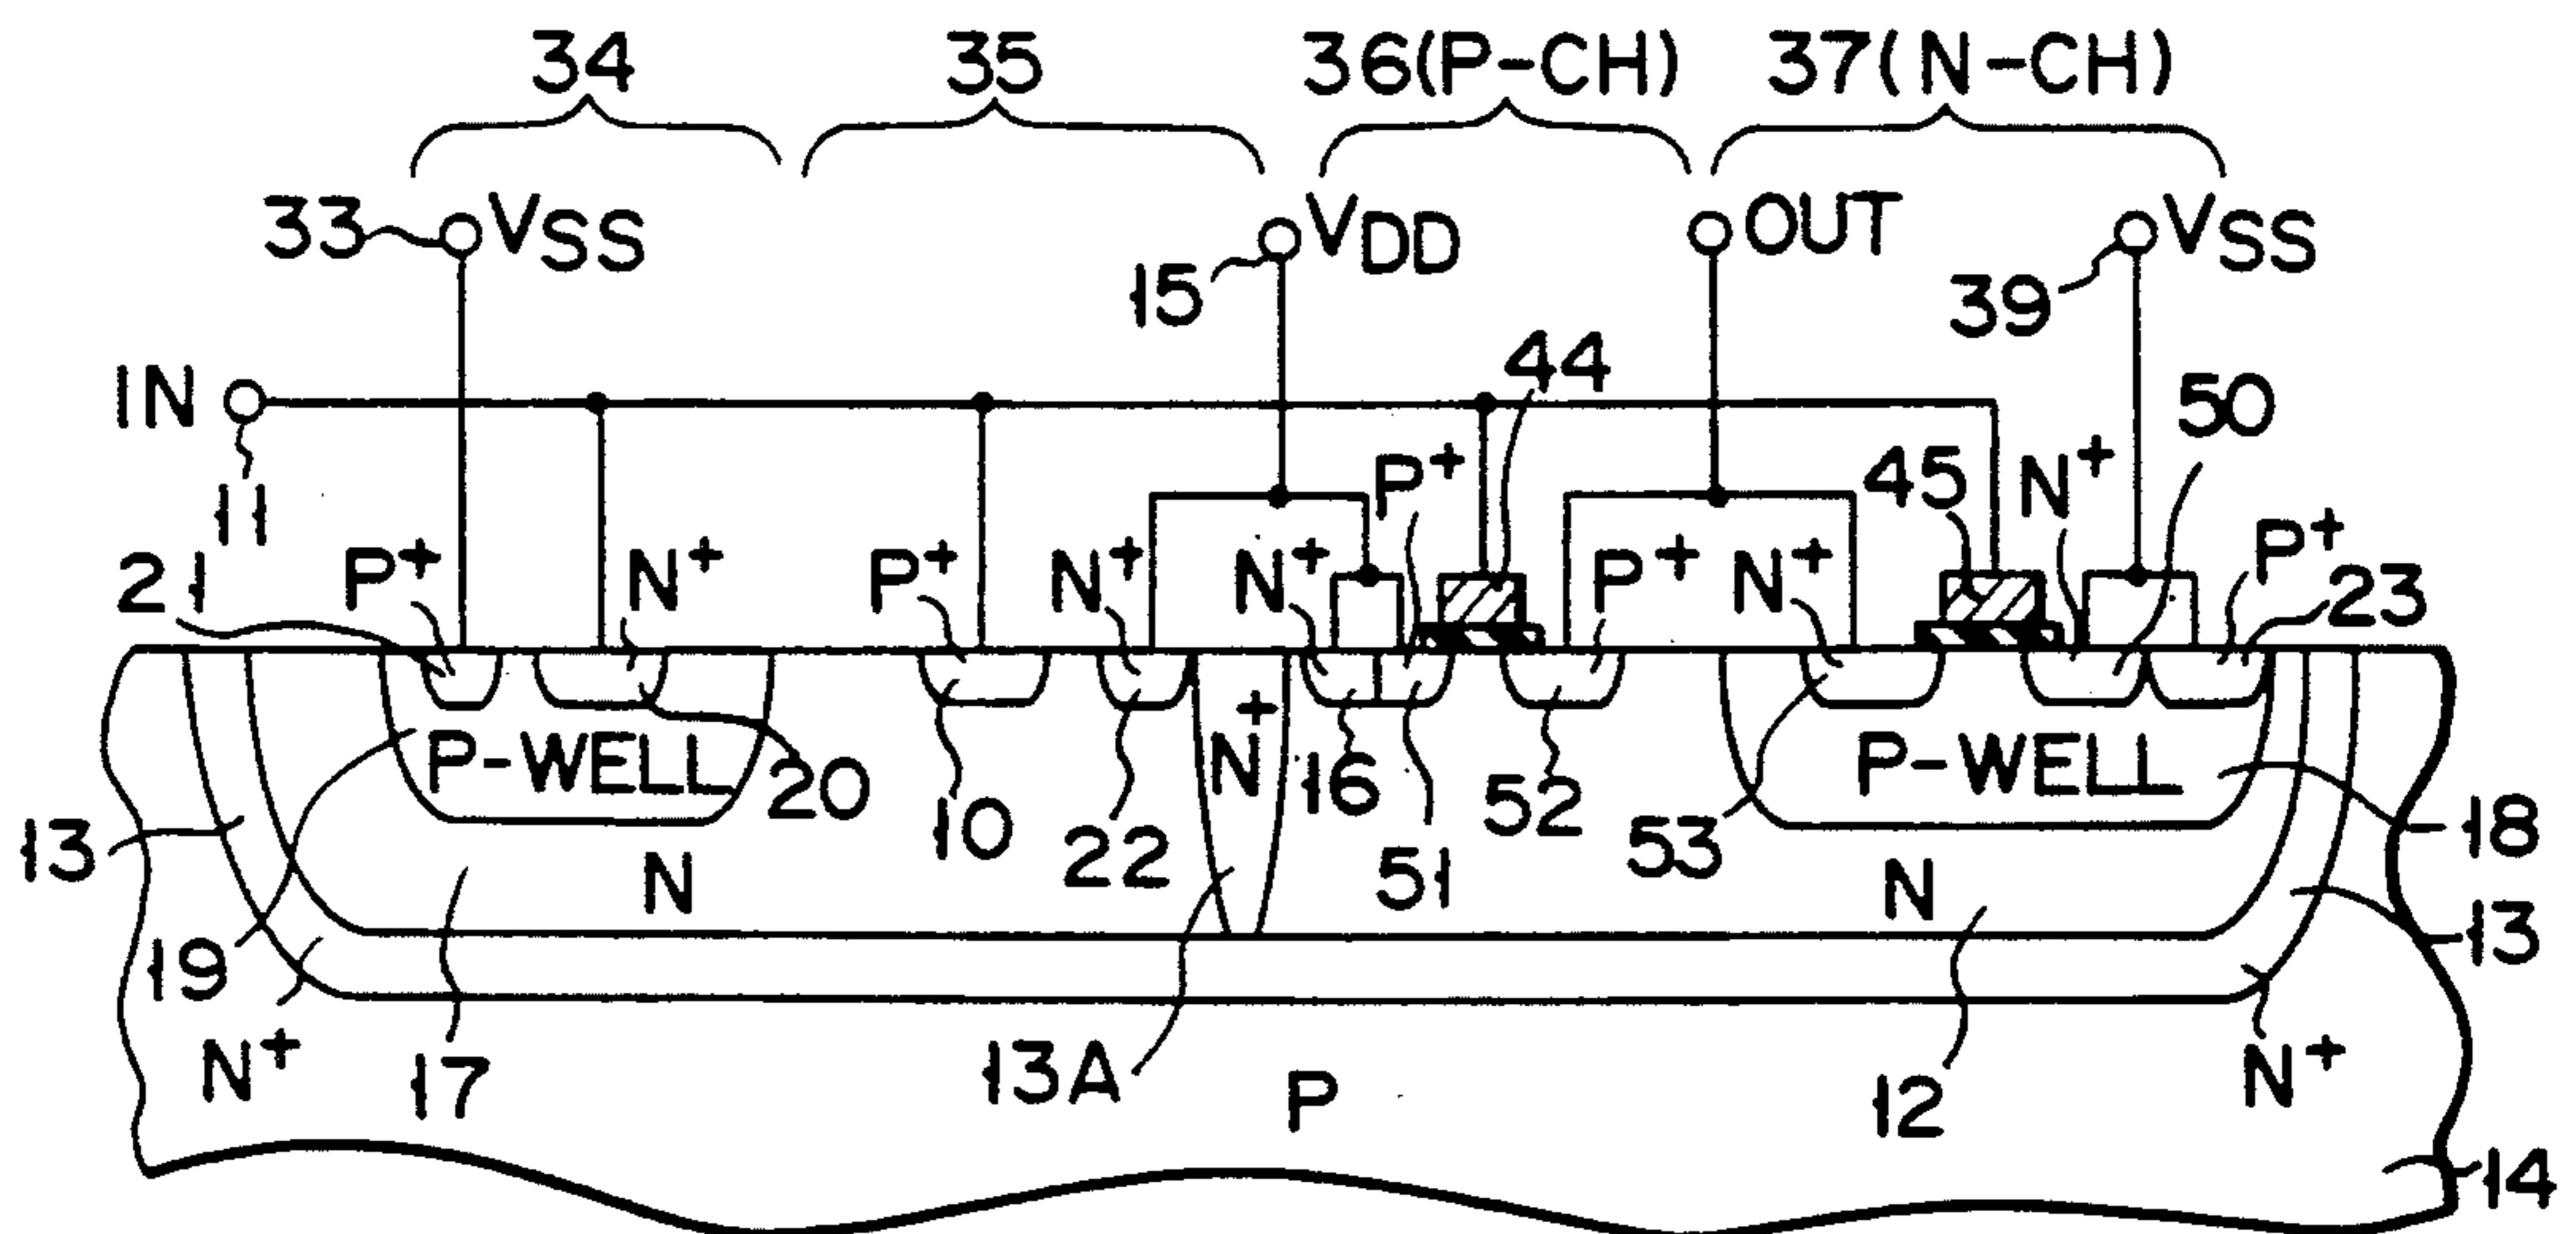 34 35 36(P-CH) 37(N-CH)
33 VSS VDD OUT VSS
15 39
44
IN 50
11 P+ 45 N+
21 P+ N+ P+ N+ N+ P+ N+ P+ 23
P-WELL 20 10 22 N+ 16 51 52 53 P-WELL 18
13 N N 13
19
N+ 17 13A P 12 N+
14